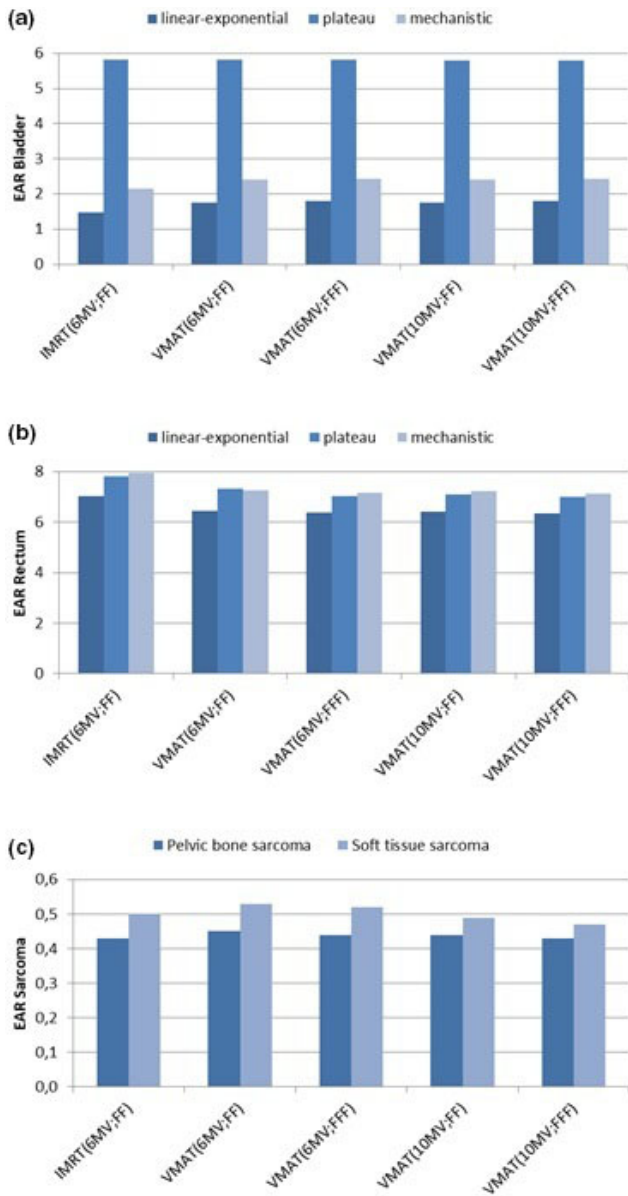 (a)
linear-exponential plateau mechanistic
EAR Bladder
6
5
4
3
2
1
0
IMRT(6MV;FF)
VMAT(6MV;FF)
VMAT(6MV;FFF)
VMAT(10MV;FF)
VMAT(10MV;FFF)
(b)
linear-exponential plateau mechanistic
EAR Rectum
8
6
4
2
0
IMRT(6MV;FF)
VMAT(6MV;FF)
VMAT(6MV;FFF)
VMAT(10MV;FF)
VMAT(10MV;FFF)
(c)
Pelvic bone sarcoma Soft tissue sarcoma
EAR Sarcoma
0,6
0,5
0,4
0,3
0,2
0,1
0,0
IMRT(6MV;FF)
VMAT(6MV;FF)
VMAT(6MV;FFF)
VMAT(10MV;FF)
VMAT(10MV;FFF)